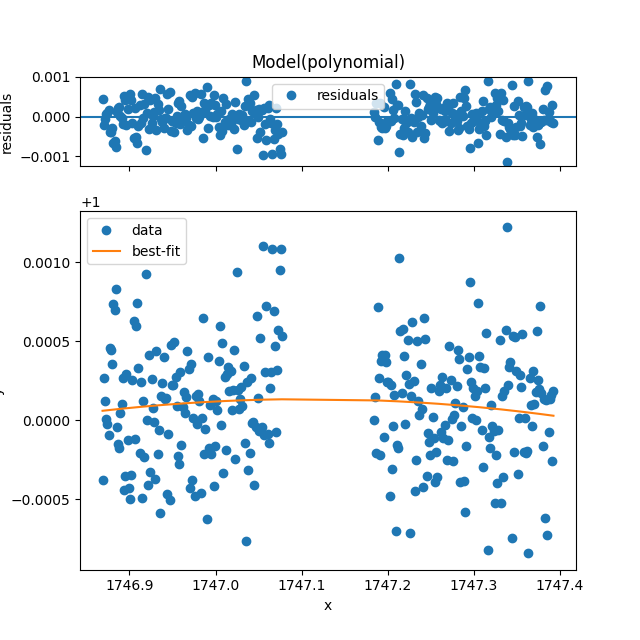 Model(polynomial)
0.001
0.000
−0.001
residuals
residuals
+1
data
best-fit
0.0010
0.0005
0.0000
−0.0005
1746.9
1747.0
1747.1
1747.2
1747.3
1747.4
x